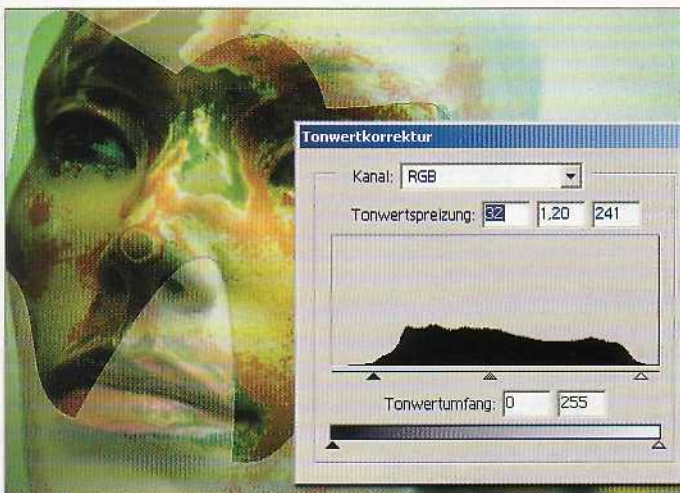 Tonwertkorrektur
Kanal: RGB
Tonwertspreizung: 32 1,20 241
Tonwertumfang: 0 255